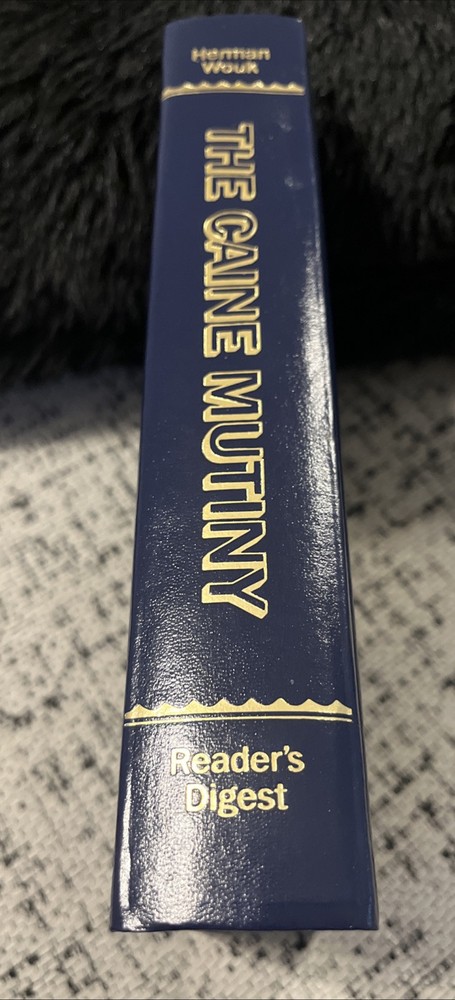 Herman
Wouk
THE CAINE MUTINY
Reader's
Digest